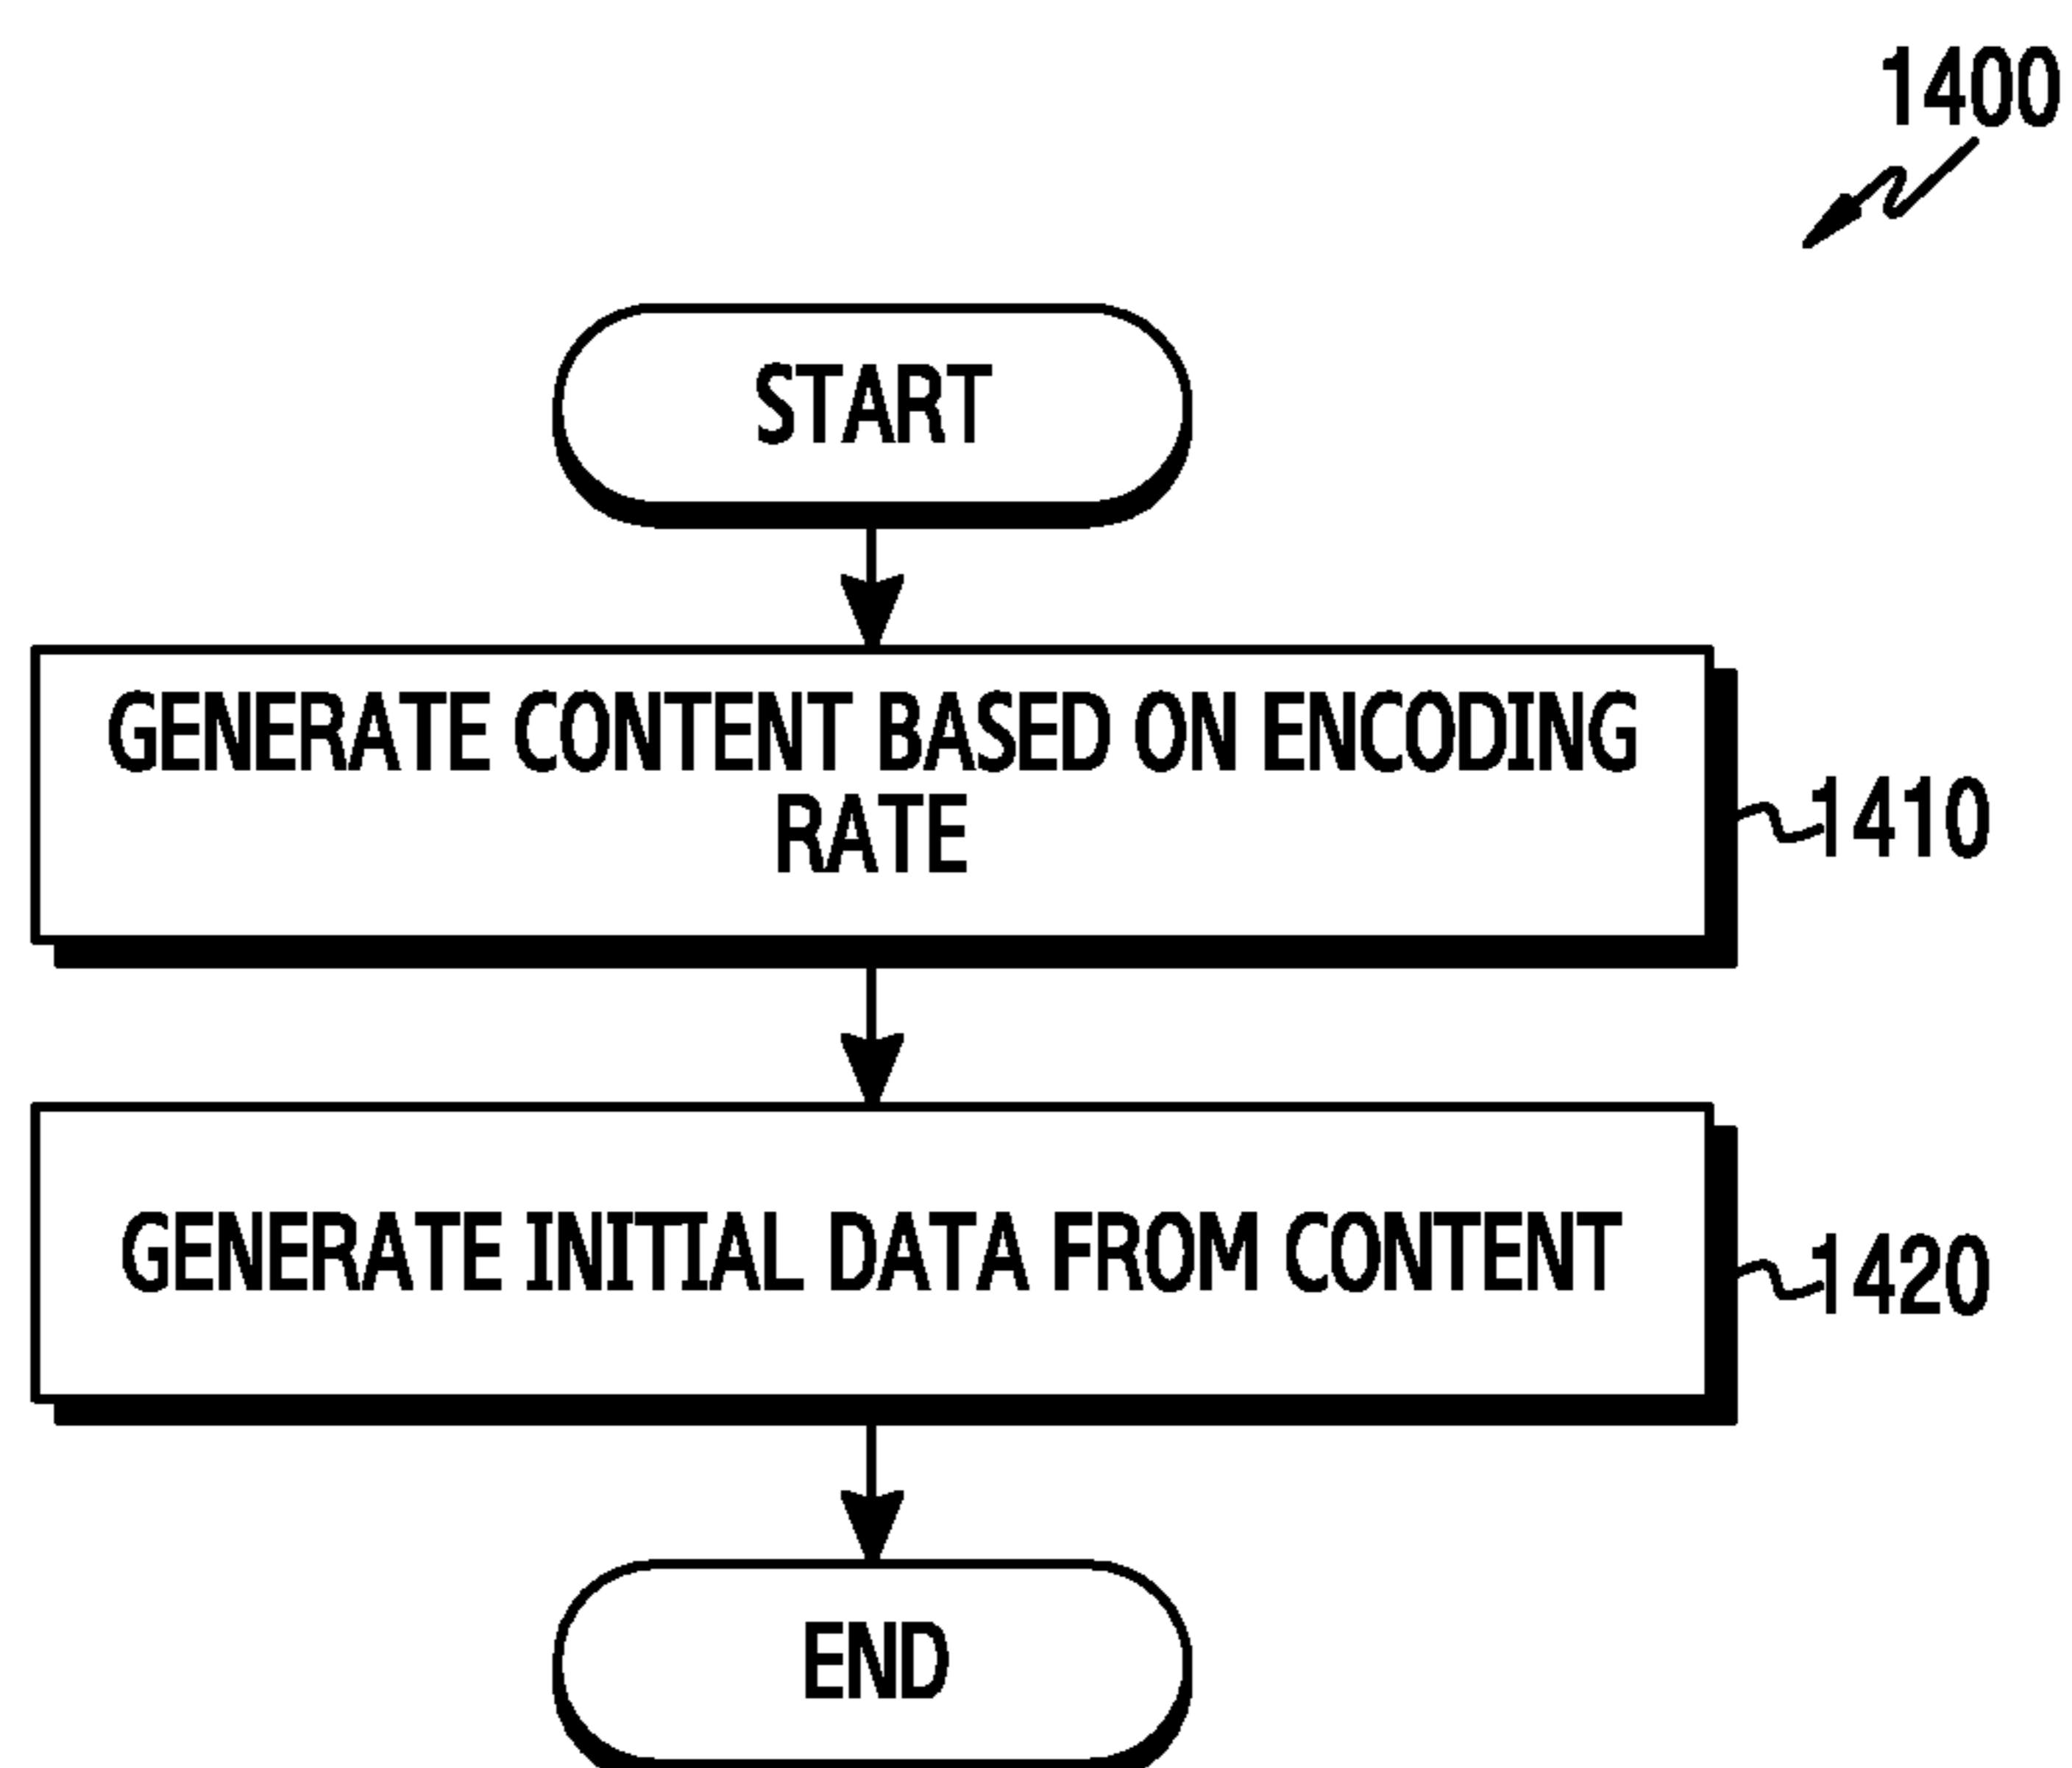 1400
START
GENERATE CONTENT BASED ON ENCODING
RATE
1410
GENERATE INITIAL DATA FROM CONTENT
1420
END